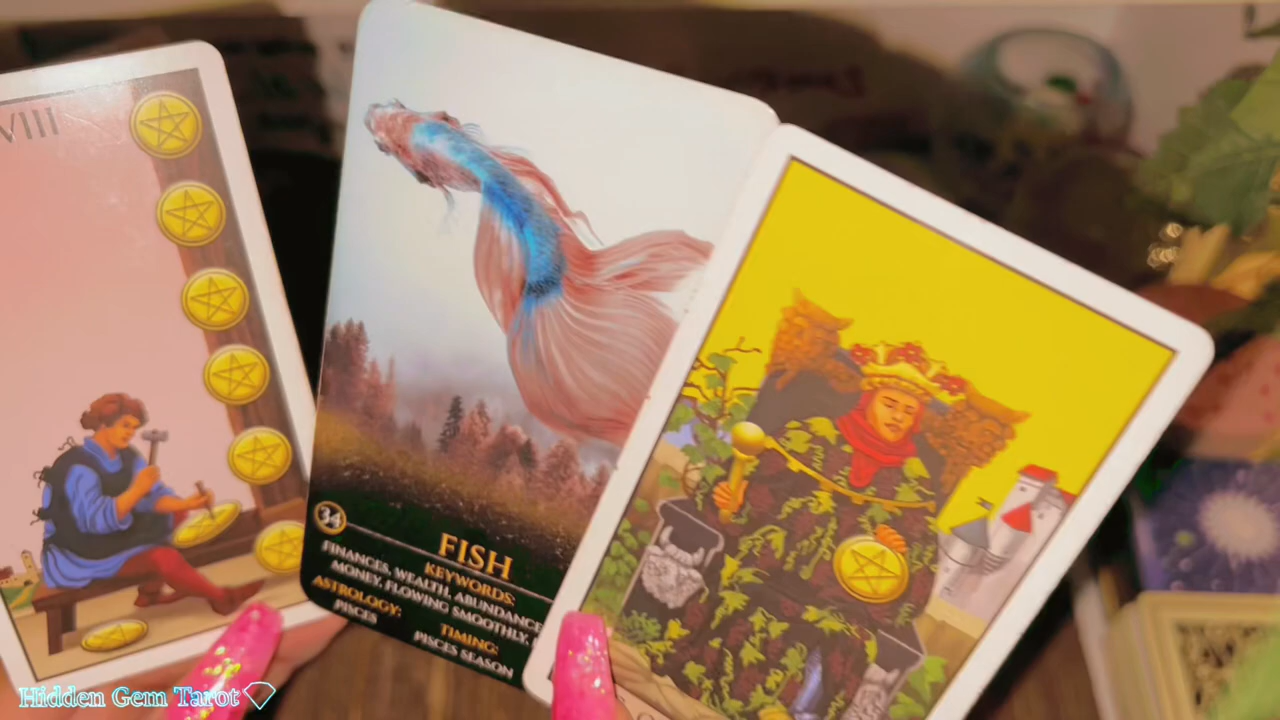 VIII
34
FISH
KEYWORDS:
FINANCES, WEALTH, ABUNDANCE
MONEY, FLOWING SMOOTHLY,
ASTROLOGY:
PISCES
TIMING:
PISCES SEASON
Hidden Gem Tarot